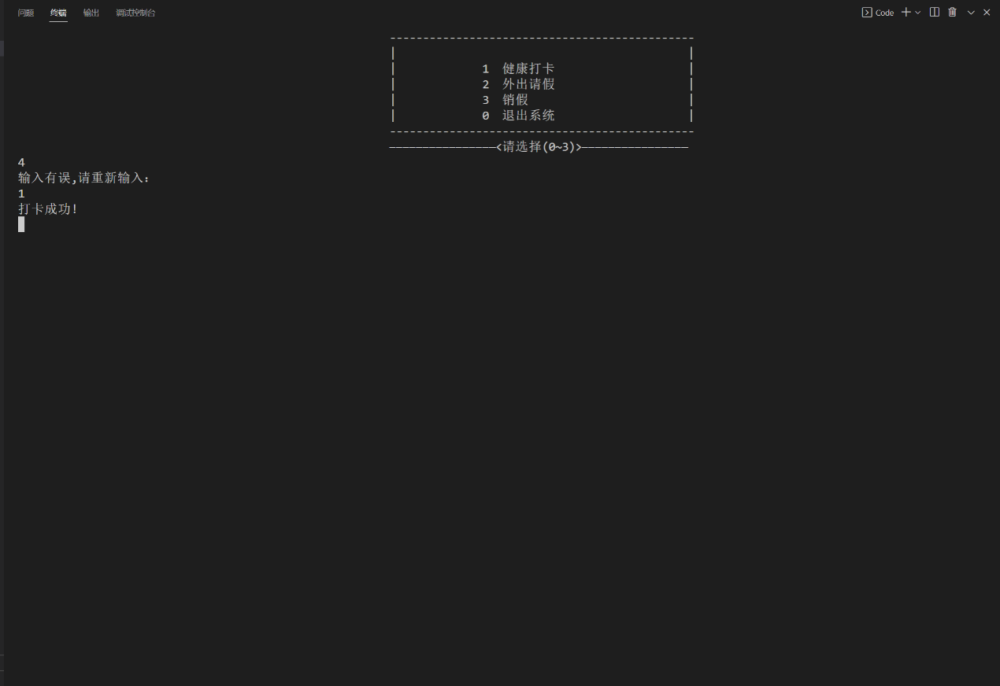 问题 终端 输出 调试控制台 Code
----------------------------------------------
| |
| 1 健康打卡 |
| 2 外出请假 |
| 3 销假 |
| 0 退出系统 |
----------------------------------------------
————————————————<请选择(0~3)>————————————————
4
输入有误,请重新输入:
1
打卡成功!